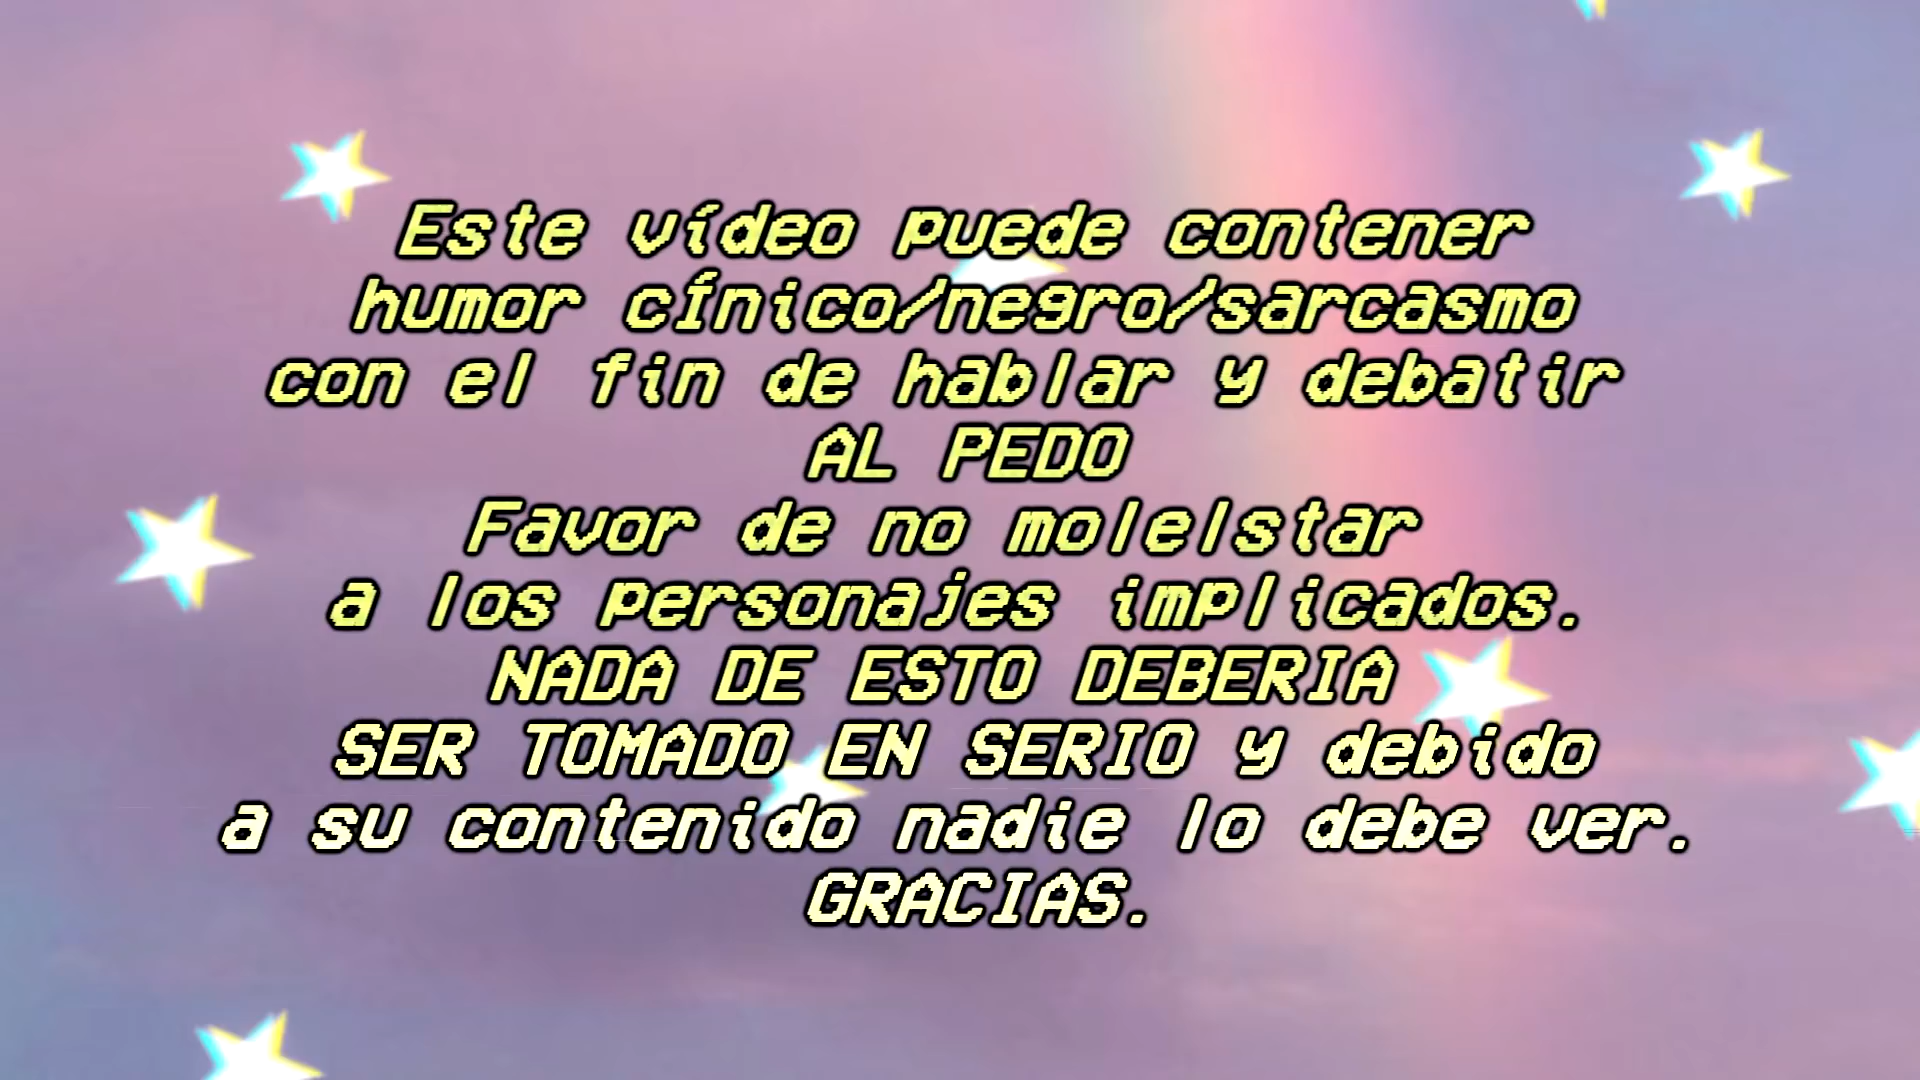 Este vídeo puede contener
humor cÍnico/negro/sarcasmo
con el fin de hablar y debatir
AL PEDO
Favor de no molelstar
a los personajes implicados.
NADA DE ESTO DEBERIA
SER TOMADO EN SERIO y debido
a su contenido nadie lo debe ver.
GRACIAS.